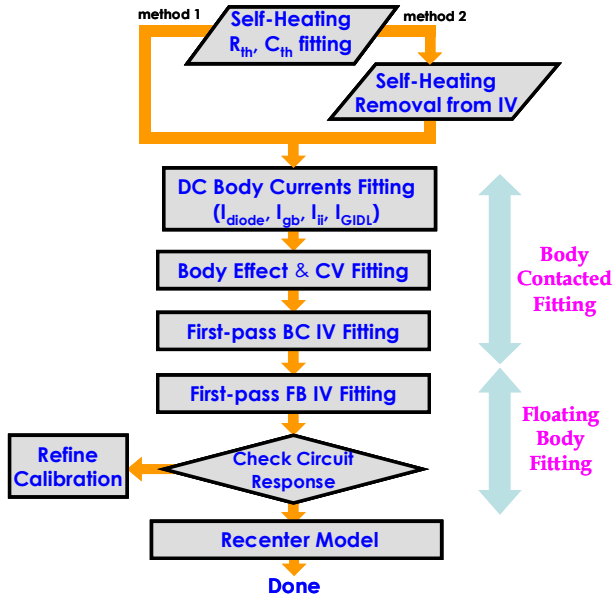 method 1
method 2
Self-Heating
Rth, Cth fitting
Self-Heating
Removal from IV
DC Body Currents Fitting
(Idiode, Igb, Iii, IGIDL)
Body Effect & CV Fitting
First-pass BC IV Fitting
Body
Contacted
Fitting
First-pass FB IV Fitting
Check Circuit
Response
Refine
Calibration
Floating
Body
Fitting
Recenter Model
Done